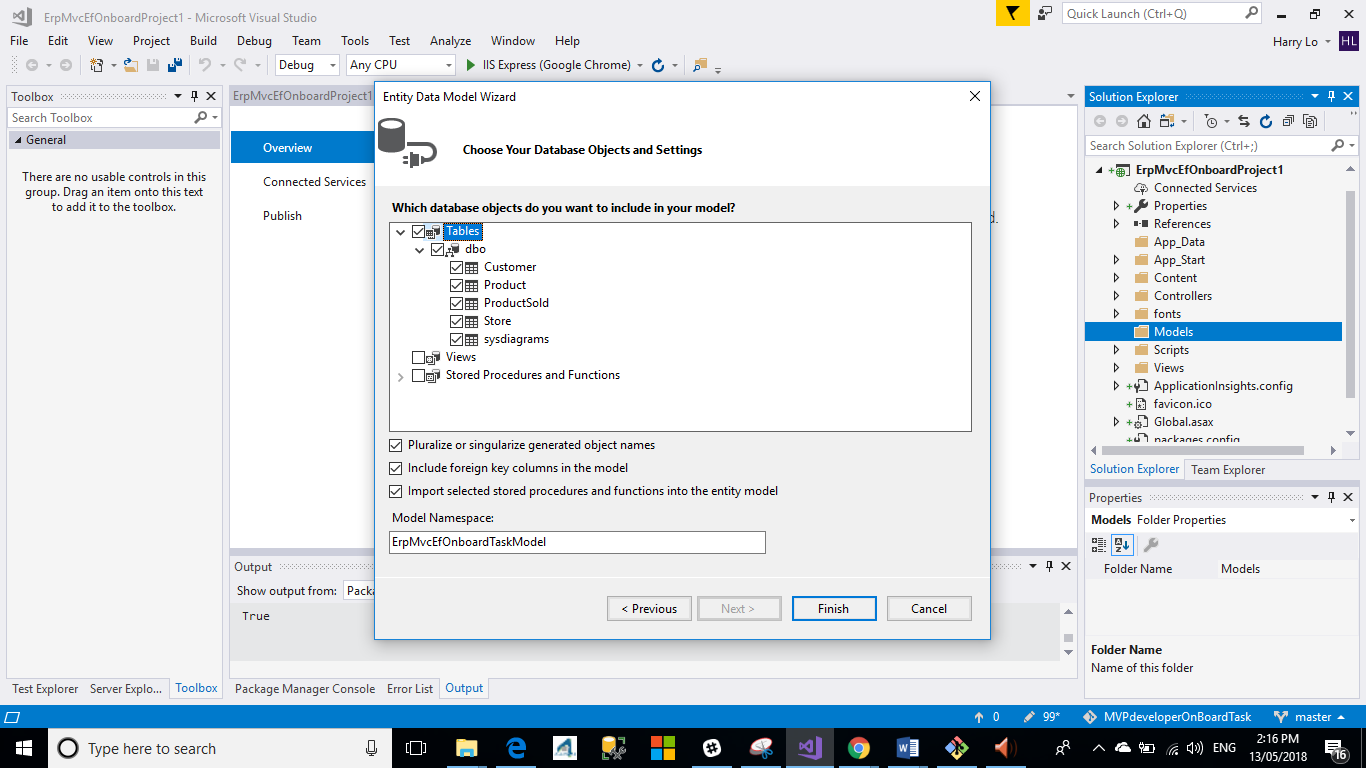 ErpMvcEfOnboardProject1 - Microsoft Visual Studio
Quick Launch (Ctrl+Q)
File Edit View Project Build Debug Team Tools Test Analyze Window Help
Harry Lo HL
Debug Any CPU IIS Express (Google Chrome)
Toolbox
Search Toolbox
General
There are no usable controls in this
group. Drag an item onto this text
to add it to the toolbox.
ErpMvcEfOnboardProject1
Overview
Connected Services
Publish
Entity Data Model Wizard
Choose Your Database Objects and Settings
Which database objects do you want to include in your model?
Tables
dbo
Customer
Product
ProductSold
Store
sysdiagrams
Views
Stored Procedures and Functions
Pluralize or singularize generated object names
Include foreign key columns in the model
Import selected stored procedures and functions into the entity model
Model Namespace:
ErpMvcEfOnboardTaskModel
< Previous Next > Finish Cancel
Output
Show output from: Packa
True
Solution Explorer
Search Solution Explorer (Ctrl+;)
ErpMvcEfOnboardProject1
Connected Services
Properties
References
App_Data
App_Start
Content
Controllers
fonts
Models
Scripts
Views
ApplicationInsights.config
favicon.ico
Global.asax
packages.config
Solution Explorer Team Explorer
Properties
Models Folder Properties
Folder Name Models
Folder Name
Name of this folder
Test Explorer Server Explo... Toolbox Package Manager Console Error List Output
0 99* MVPdeveloperOnBoardTask master
Type here to search
ENG
2:16 PM
13/05/2018
16